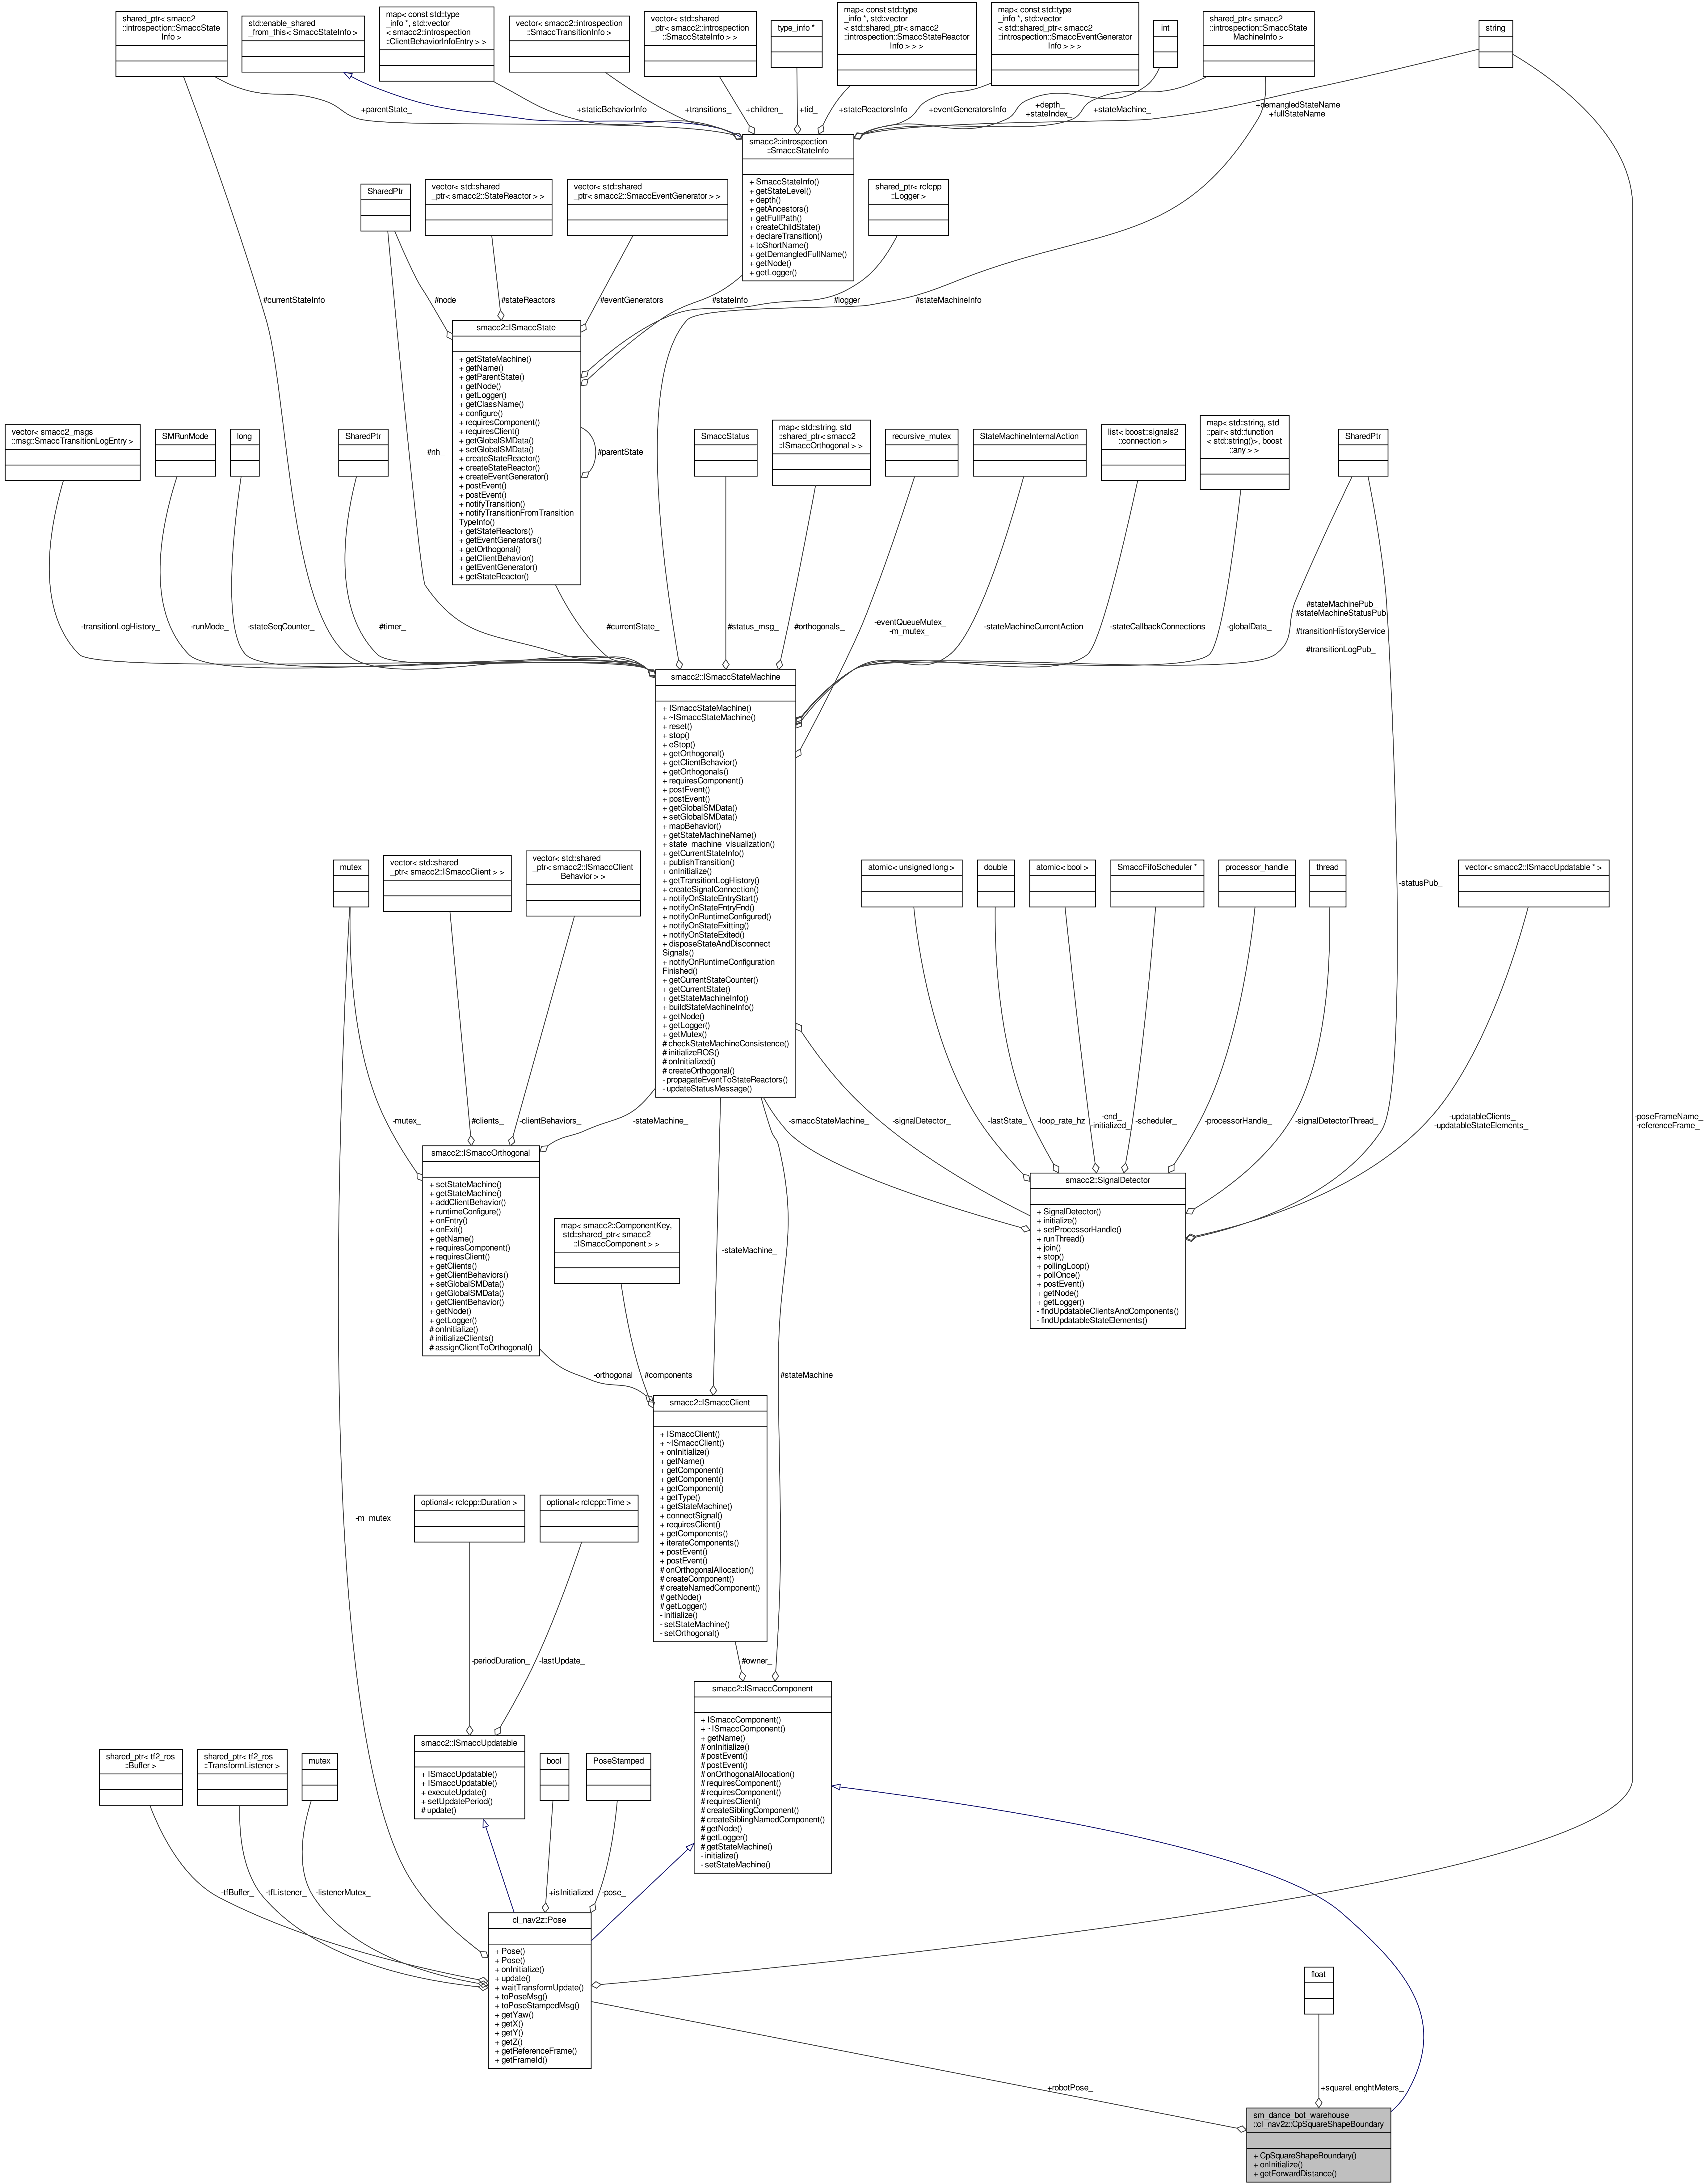 shared_ptr< smacc2
::introspection::SmaccState
Info >
std::enable_shared
_from_this< SmaccStateInfo >
map< const std::type
_info *, std::vector
< smacc2::introspection
::ClientBehaviorInfoEntry > >
vector< smacc2::introspection
::SmaccTransitionInfo >
vector< std::shared
_ptr< smacc2::introspection
::SmaccStateInfo > >
type_info *
map< const std::type
_info *, std::vector
< std::shared_ptr< smacc2
::introspection::SmaccStateReactor
Info > > >
map< const std::type
_info *, std::vector
< std::shared_ptr< smacc2
::introspection::SmaccEventGenerator
Info > > >
int
shared_ptr< smacc2
::introspection::SmaccState
MachineInfo >
string
+parentState_
+staticBehaviorInfo
+transitions_
+children_
+tid_
+stateReactorsInfo
+eventGeneratorsInfo
+depth_
+stateIndex_
+stateMachine_
+demangledStateName
+fullStateName
smacc2::introspection
::SmaccStateInfo
+ SmaccStateInfo()
+ getStateLevel()
+ depth()
+ getAncestors()
+ getFullPath()
+ createChildState()
+ declareTransition()
+ toShortName()
+ getDemangledFullName()
+ getNode()
+ getLogger()
SharedPtr
vector< std::shared
_ptr< smacc2::StateReactor > >
vector< std::shared
_ptr< smacc2::SmaccEventGenerator > >
shared_ptr< rclcpp
::Logger >
#currentStateInfo_
#node_
#stateReactors_
#eventGenerators_
#stateInfo_
#logger_
#stateMachineInfo_
smacc2::ISmaccState
+ getStateMachine()
+ getName()
+ getParentState()
+ getNode()
+ getLogger()
+ getClassName()
+ configure()
+ requiresComponent()
+ requiresClient()
+ getGlobalSMData()
+ setGlobalSMData()
+ createStateReactor()
+ createStateReactor()
+ createEventGenerator()
+ postEvent()
+ postEvent()
+ notifyTransition()
+ notifyTransitionFromTransition
TypeInfo()
+ getStateReactors()
+ getEventGenerators()
+ getOrthogonal()
+ getClientBehavior()
+ getEventGenerator()
+ getStateReactor()
#parentState_
vector< smacc2_msgs
::msg::SmaccTransitionLogEntry >
SMRunMode
long
SharedPtr
#nh_
SmaccStatus
map< std::string, std
::shared_ptr< smacc2
::ISmaccOrthogonal > >
recursive_mutex
StateMachineInternalAction
list< boost::signals2
::connection >
map< std::string, std
::pair< std::function
< std::string()>, boost
::any > >
SharedPtr
-transitionLogHistory_
-runMode_
-stateSeqCounter_
#timer_
#currentState_
#status_msg_
#orthogonals_
-eventQueueMutex_
-m_mutex_
-stateMachineCurrentAction
-stateCallbackConnections
-globalData_
#stateMachinePub_
#stateMachineStatusPub
_
#transitionHistoryService
_
#transitionLogPub_
smacc2::ISmaccStateMachine
+ ISmaccStateMachine()
+ ~ISmaccStateMachine()
+ reset()
+ stop()
+ eStop()
+ getOrthogonal()
+ getClientBehavior()
+ getOrthogonals()
+ requiresComponent()
+ postEvent()
+ postEvent()
+ getGlobalSMData()
+ setGlobalSMData()
+ mapBehavior()
+ getStateMachineName()
+ state_machine_visualization()
+ getCurrentStateInfo()
+ publishTransition()
+ onInitialize()
+ getTransitionLogHistory()
+ createSignalConnection()
+ notifyOnStateEntryStart()
+ notifyOnStateEntryEnd()
+ notifyOnRuntimeConfigured()
+ notifyOnStateExitting()
+ notifyOnStateExited()
+ disposeStateAndDisconnect
Signals()
+ notifyOnRuntimeConfiguration
Finished()
+ getCurrentStateCounter()
+ getCurrentState()
+ getStateMachineInfo()
+ buildStateMachineInfo()
+ getNode()
+ getLogger()
+ getMutex()
# checkStateMachineConsistence()
# initializeROS()
# onInitialized()
# createOrthogonal()
- propagateEventToStateReactors()
- updateStatusMessage()
mutex
vector< std::shared
_ptr< smacc2::ISmaccClient > >
vector< std::shared
_ptr< smacc2::ISmaccClient
Behavior > >
atomic< unsigned long >
double
atomic< bool >
SmaccFifoScheduler *
processor_handle
thread
-statusPub_
vector< smacc2::ISmaccUpdatable * >
-mutex_
#clients_
-clientBehaviors_
-stateMachine_
-smaccStateMachine_
-signalDetector_
-lastState_
-loop_rate_hz
-end_
-initialized_
-scheduler_
-processorHandle_
-signalDetectorThread_
-updatableClients_
-updatableStateElements_
-poseFrameName_
-referenceFrame_
smacc2::ISmaccOrthogonal
+ setStateMachine()
+ getStateMachine()
+ addClientBehavior()
+ runtimeConfigure()
+ onEntry()
+ onExit()
+ getName()
+ requiresComponent()
+ requiresClient()
+ getClients()
+ getClientBehaviors()
+ setGlobalSMData()
+ getGlobalSMData()
+ getClientBehavior()
+ getNode()
+ getLogger()
# onInitialize()
# initializeClients()
# assignClientToOrthogonal()
smacc2::SignalDetector
+ SignalDetector()
+ initialize()
+ setProcessorHandle()
+ runThread()
+ join()
+ stop()
+ pollingLoop()
+ pollOnce()
+ postEvent()
+ getNode()
+ getLogger()
- findUpdatableClientsAndComponents()
- findUpdatableStateElements()
map< smacc2::ComponentKey,
std::shared_ptr< smacc2
::ISmaccComponent > >
-stateMachine_
-orthogonal_
#components_
#stateMachine_
smacc2::ISmaccClient
+ ISmaccClient()
+ ~ISmaccClient()
+ onInitialize()
+ getName()
+ getComponent()
+ getComponent()
+ getComponent()
+ getType()
+ getStateMachine()
+ connectSignal()
+ requiresClient()
+ getComponents()
+ iterateComponents()
+ postEvent()
+ postEvent()
# onOrthogonalAllocation()
# createComponent()
# createNamedComponent()
# getNode()
# getLogger()
- initialize()
- setStateMachine()
- setOrthogonal()
-m_mutex_
optional< rclcpp::Duration >
optional< rclcpp::Time >
-periodDuration_
-lastUpdate_
#owner_
smacc2::ISmaccComponent
+ ISmaccComponent()
+ ~ISmaccComponent()
+ getName()
# onInitialize()
# postEvent()
# postEvent()
# onOrthogonalAllocation()
# requiresComponent()
# requiresComponent()
# requiresClient()
# createSiblingComponent()
# createSiblingNamedComponent()
# getNode()
# getLogger()
# getStateMachine()
- initialize()
- setStateMachine()
shared_ptr< tf2_ros
::Buffer >
shared_ptr< tf2_ros
::TransformListener >
mutex
smacc2::ISmaccUpdatable
+ ISmaccUpdatable()
+ ISmaccUpdatable()
+ executeUpdate()
+ setUpdatePeriod()
# update()
bool
PoseStamped
-tfBuffer_
-tfListener_
-listenerMutex_
+isInitialized
-pose_
cl_nav2z::Pose
+ Pose()
+ Pose()
+ onInitialize()
+ update()
+ waitTransformUpdate()
+ toPoseMsg()
+ toPoseStampedMsg()
+ getYaw()
+ getX()
+ getY()
+ getZ()
+ getReferenceFrame()
+ getFrameId()
float
+robotPose_
+squareLenghtMeters_
sm_dance_bot_warehouse
::cl_nav2z::CpSquareShapeBoundary
+ CpSquareShapeBoundary()
+ onInitialize()
+ getForwardDistance()